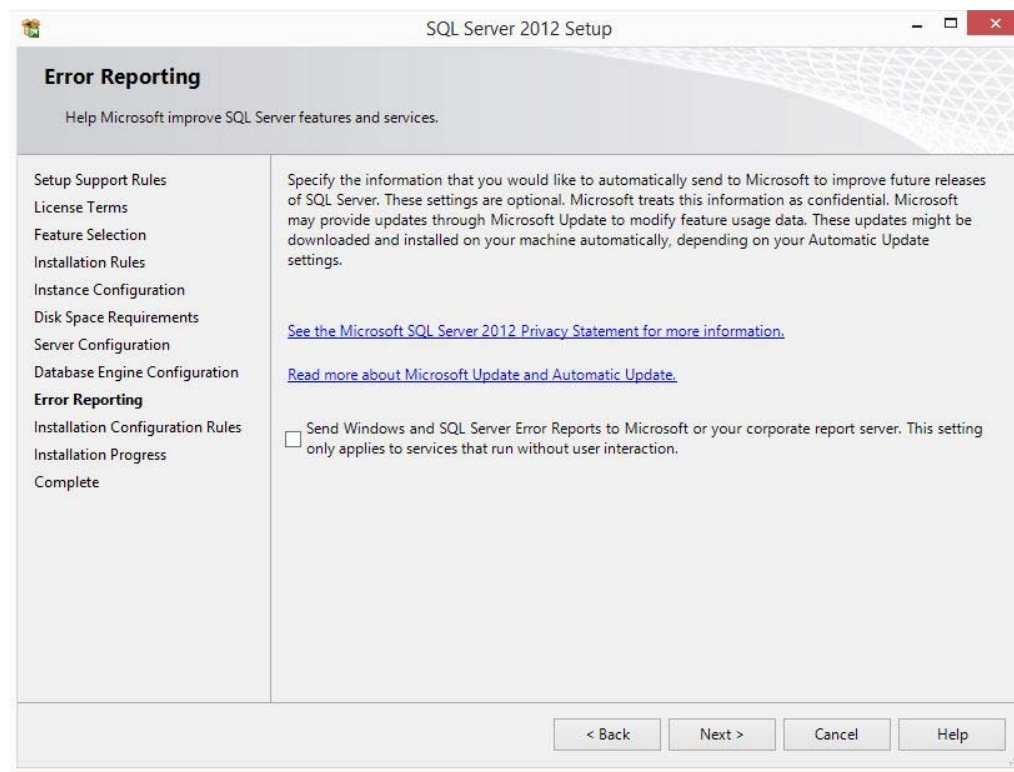 SQL Server 2012 Setup
Error Reporting
Help Microsoft improve SQL Server features and services.
Setup Support Rules
License Terms
Feature Selection
Installation Rules
Instance Configuration
Disk Space Requirements
Server Configuration
Database Engine Configuration
Error Reporting
Installation Configuration Rules
Installation Progress
Complete
Specify the information that you would like to automatically send to Microsoft to improve future releases
of SQL Server. These settings are optional. Microsoft treats this information as confidential. Microsoft
may provide updates through Microsoft Update to modify feature usage data. These updates might be
downloaded and installed on your machine automatically, depending on your Automatic Update
settings.
See the Microsoft SQL Server 2012 Privacy Statement for more information.
Read more about Microsoft Update and Automatic Update.
Send Windows and SQL Server Error Reports to Microsoft or your corporate report server. This setting
only applies to services that run without user interaction.
< Back
Next >
Cancel
Help